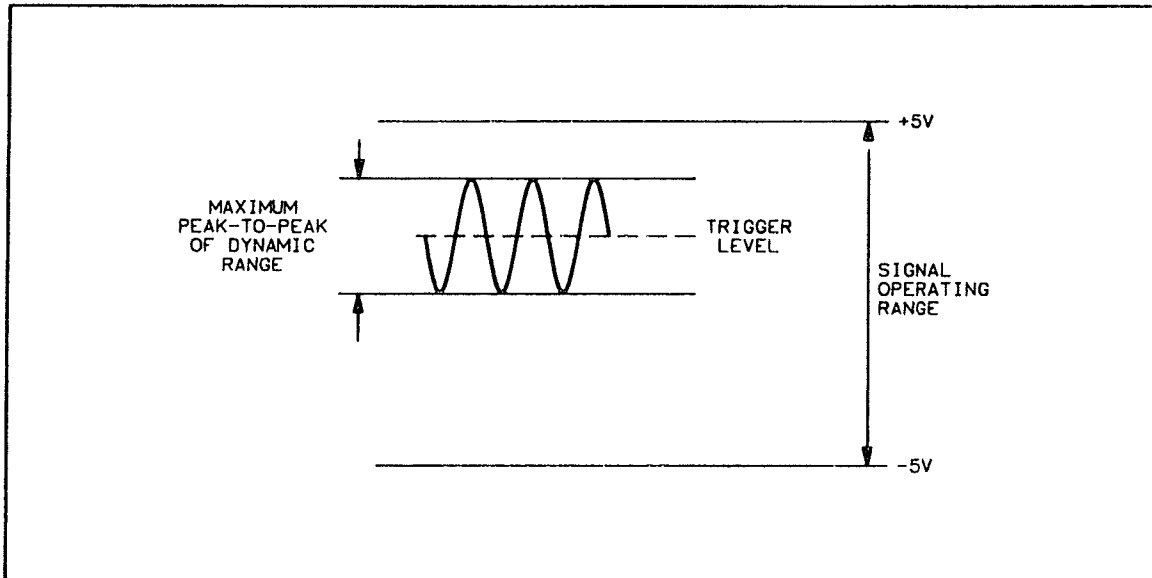 +5V
MAXIMUM
PEAK-TO-PEAK
OF DYNAMIC
RANGE
TRIGGER
LEVEL
SIGNAL
OPERATING
RANGE
-5V